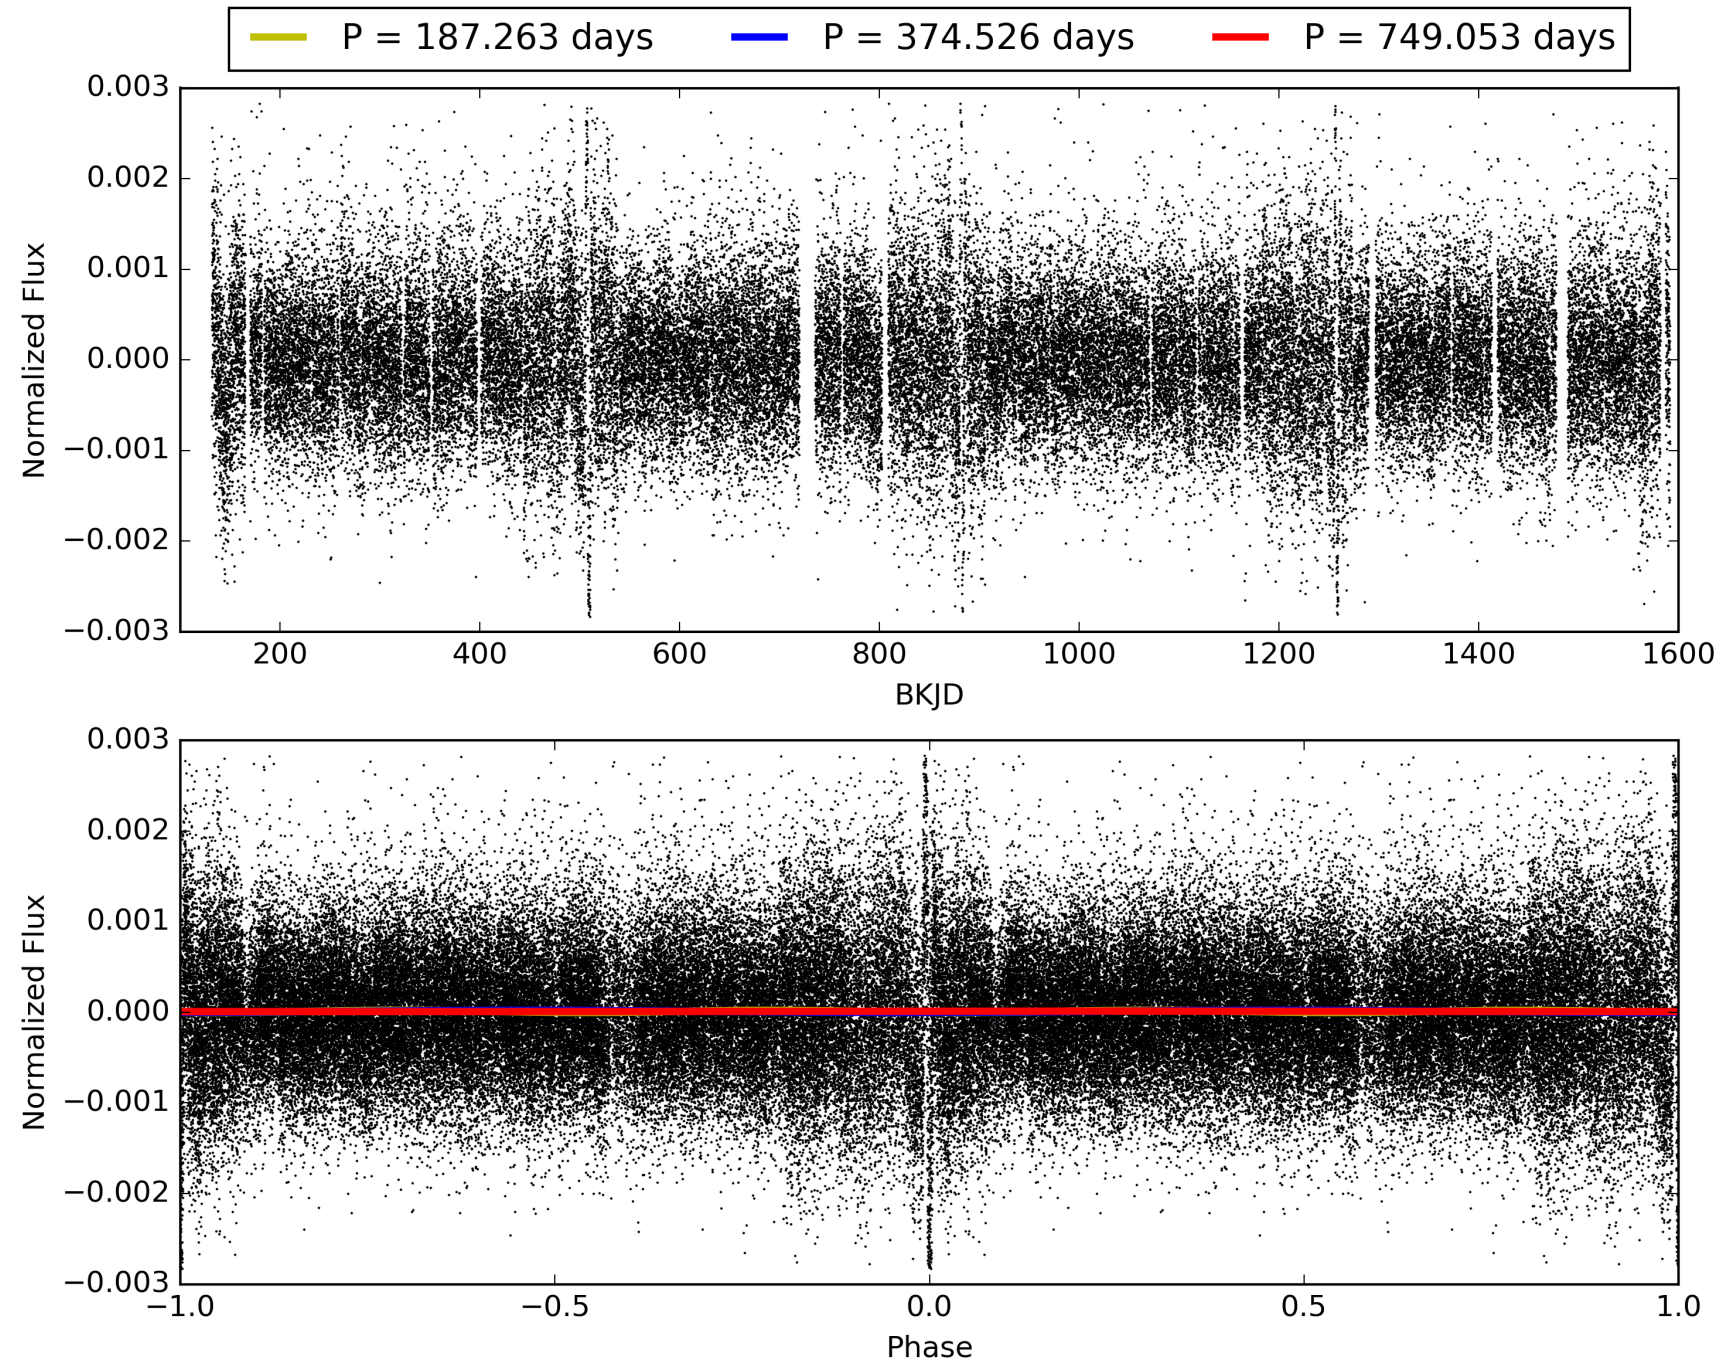 P = 187.263 days P = 374.526 days P = 749.053 days
0.003
0.002
0.001
0.000
−0.001
−0.002
−0.003
Normalized Flux
200 400 600 800 1000 1200 1400 1600
BKJD
0.003
0.002
0.001
0.000
−0.001
−0.002
−0.003
Normalized Flux
−1.0 −0.5 0.0 0.5 1.0
Phase